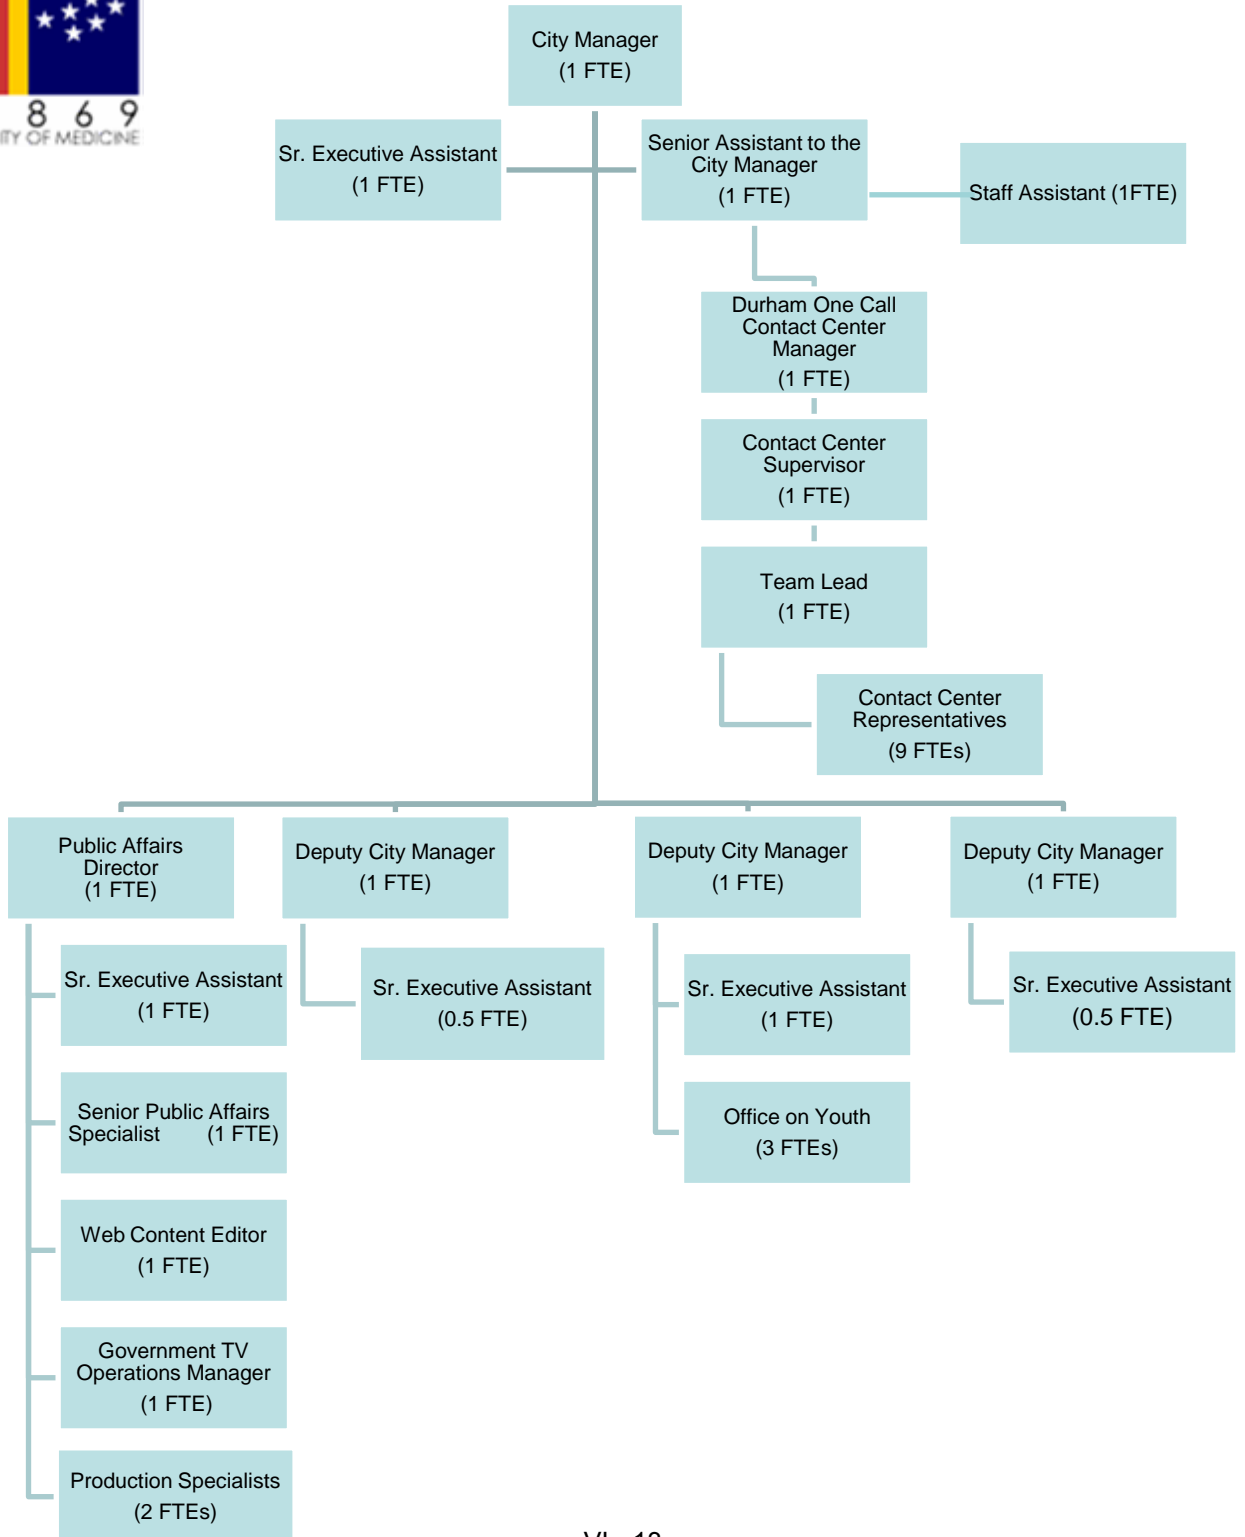 8 6 9
ITY OF MEDICINE
City Manager
(1 FTE)
Sr. Executive Assistant
(1 FTE)
Senior Assistant to the
City Manager
(1 FTE)
Staff Assistant (1FTE)
Durham One Call
Contact Center
Manager
(1 FTE)
Contact Center
Supervisor
(1 FTE)
Team Lead
(1 FTE)
Contact Center
Representatives
(9 FTEs)
Public Affairs
Director
(1 FTE)
Sr. Executive Assistant
(1 FTE)
Senior Public Affairs
Specialist (1 FTE)
Web Content Editor
(1 FTE)
Government TV
Operations Manager
(1 FTE)
Production Specialists
(2 FTEs)
Deputy City Manager
(1 FTE)
Sr. Executive Assistant
(0.5 FTE)
Deputy City Manager
(1 FTE)
Sr. Executive Assistant
(1 FTE)
Office on Youth
(3 FTEs)
Deputy City Manager
(1 FTE)
Sr. Executive Assistant
(0.5 FTE)